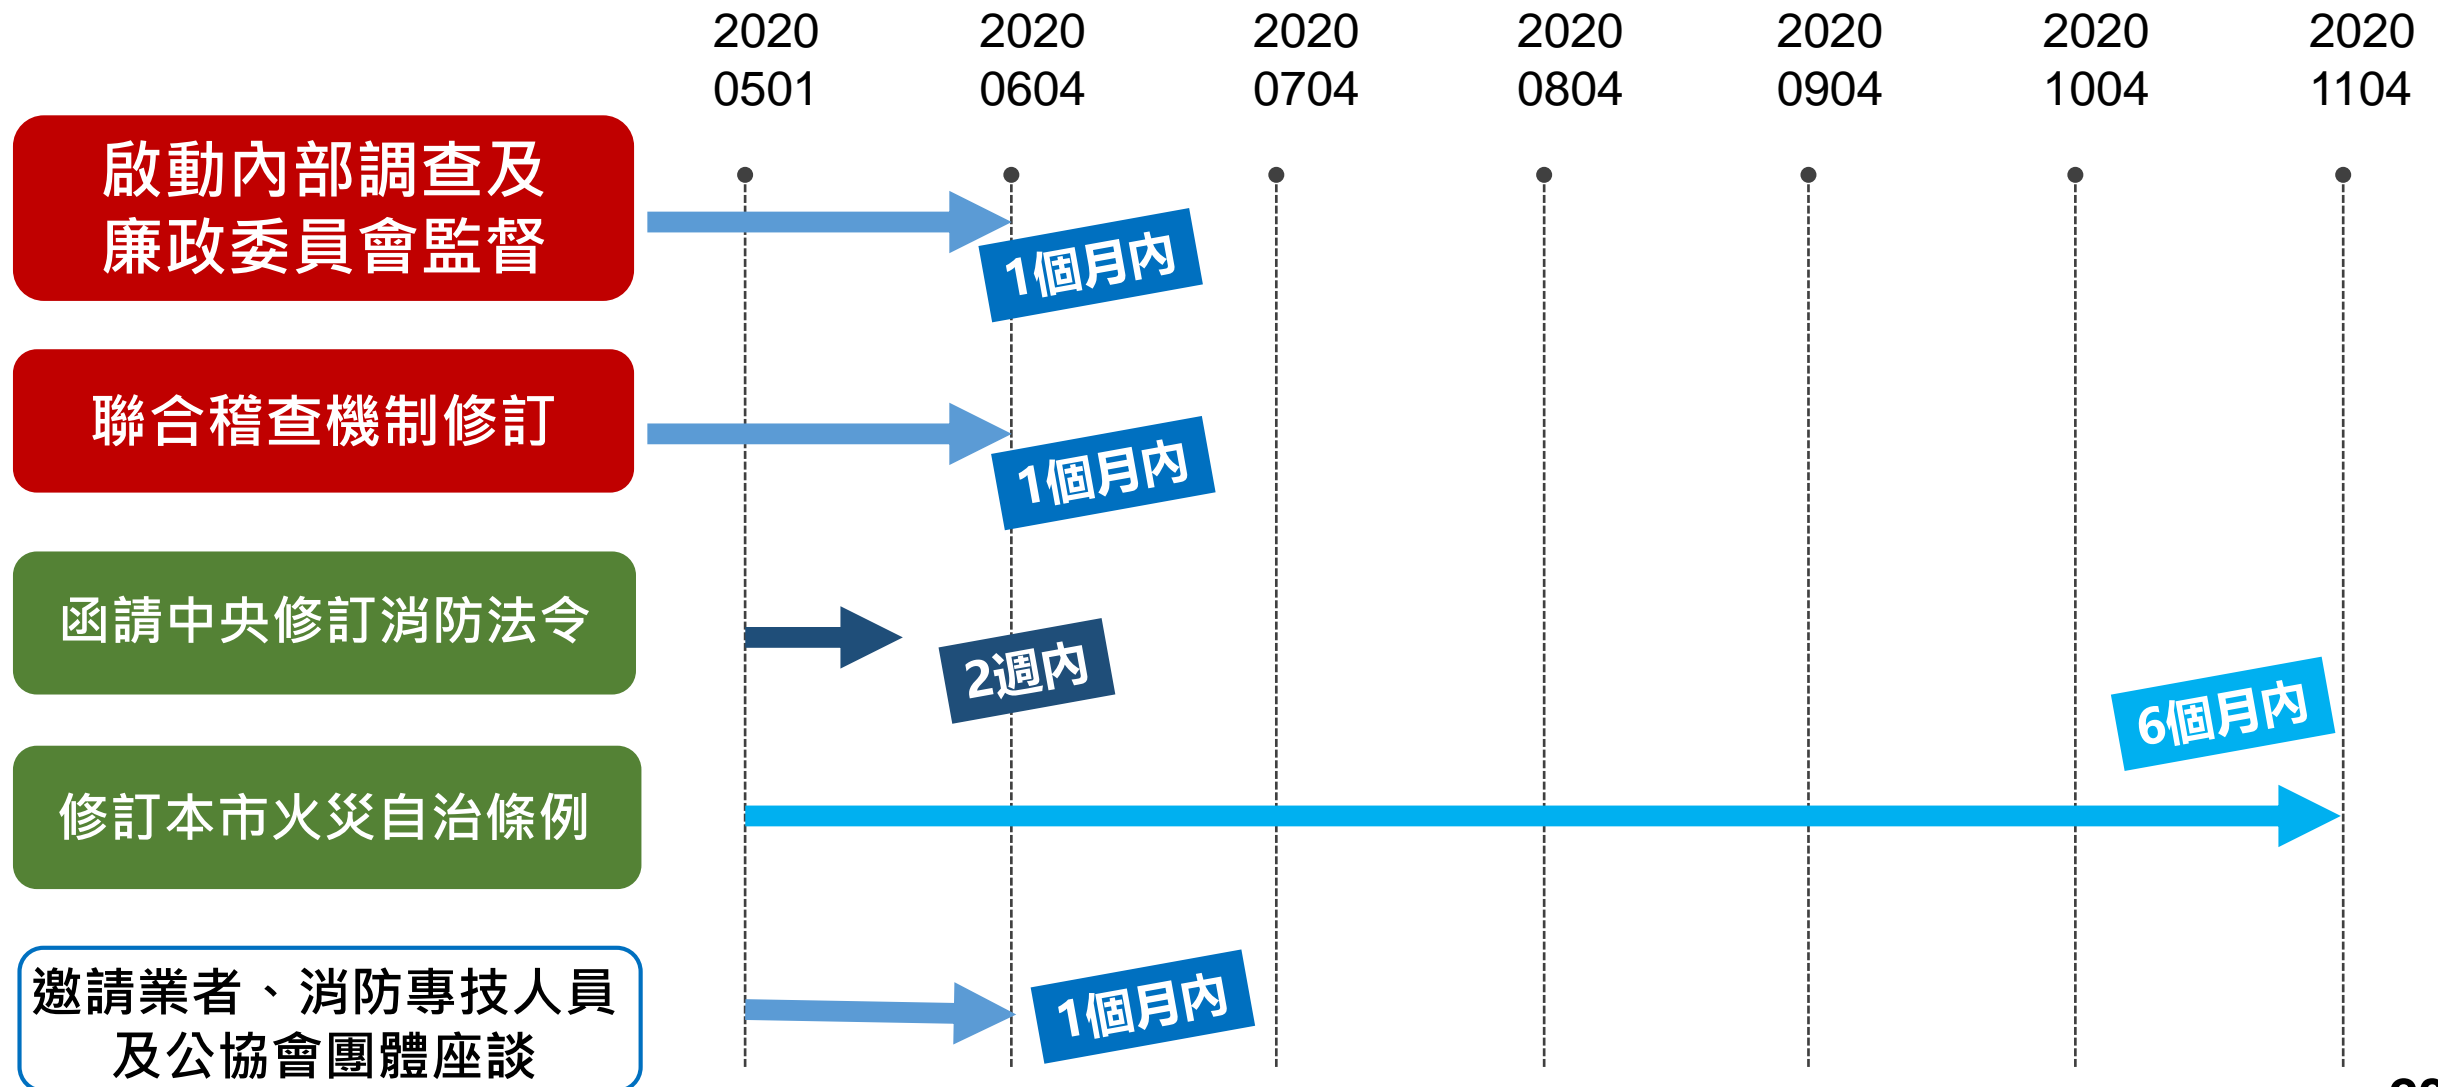 2020 2020 2020 2020 2020 2020 2020
0501 0604 0704 0804 0904 1004 1104
啟動內部調查及
廉政委員會監督
1個月內
聯合稽查機制修訂
1個月內
函請中央修訂消防法令
2週內
6個月內
修訂本市火災自治條例
邀請業者、消防專技人員
及公協會團體座談
1個月內